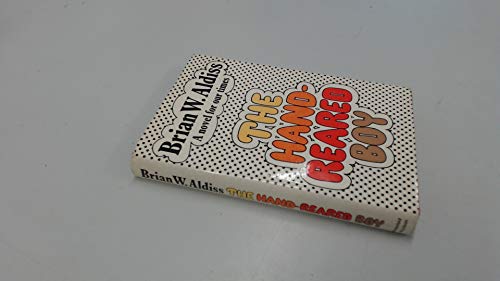 Brian W. Aldiss
A novel for our times
THE
HAND-
REARED
BOY
Brian W. Aldiss THE HAND-REARED BOY